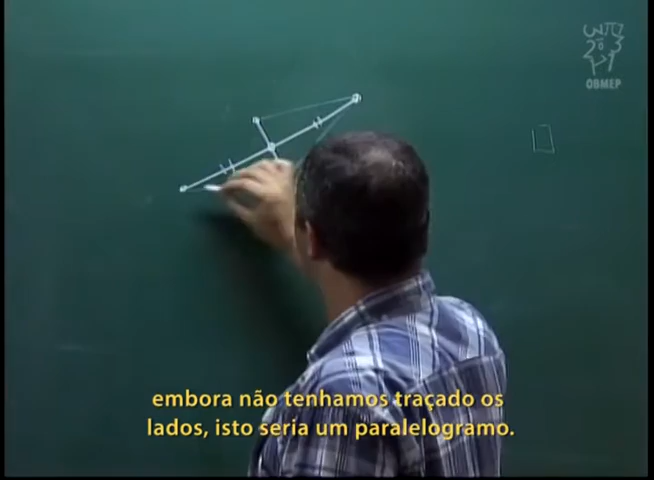 OBMEP
embora não tenhamos traçado os
lados, isto seria um paralelogramo.